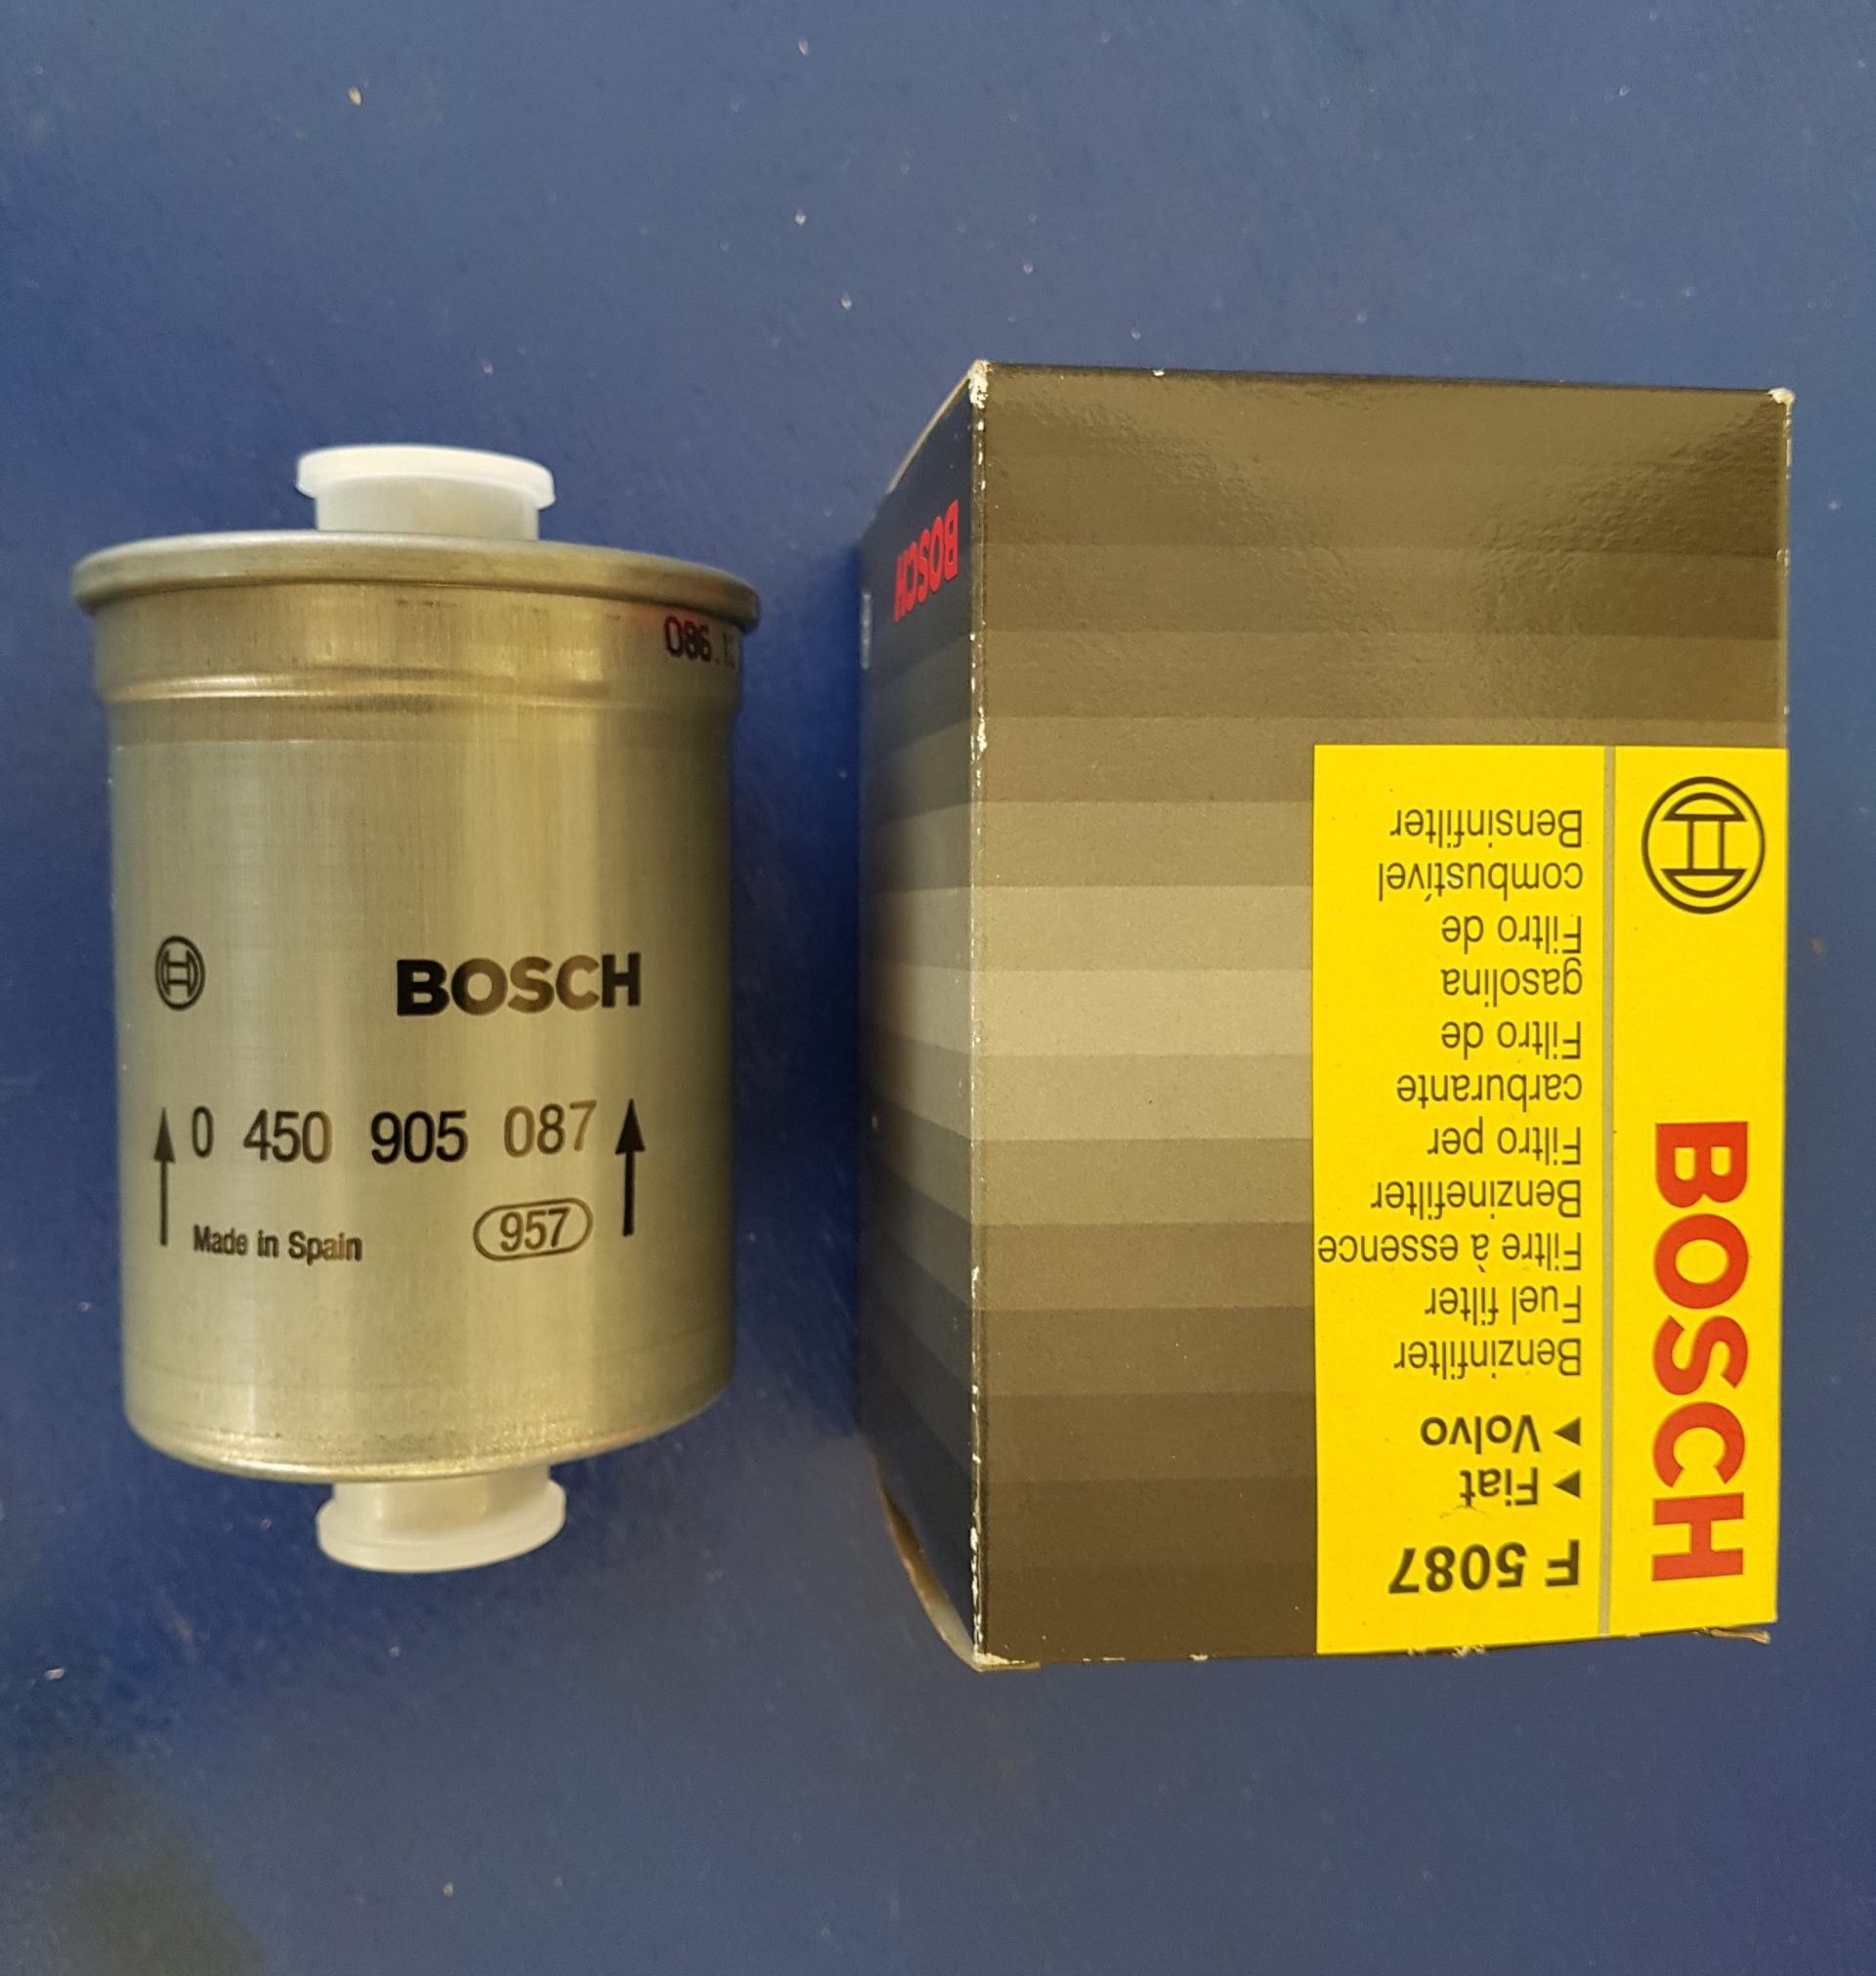 086.1
BOSCH
0 450 905 087
Made in Spain
957
BOSCH
BOSCH
F 5087
▶ Fiat
▶ Volvo
Benzinfilter
Fuel filter
Filtre à essence
Benzinefilter
Filtro per
carburante
Filtro de
gasolina
Filtro de
combustível
Bensinfilter